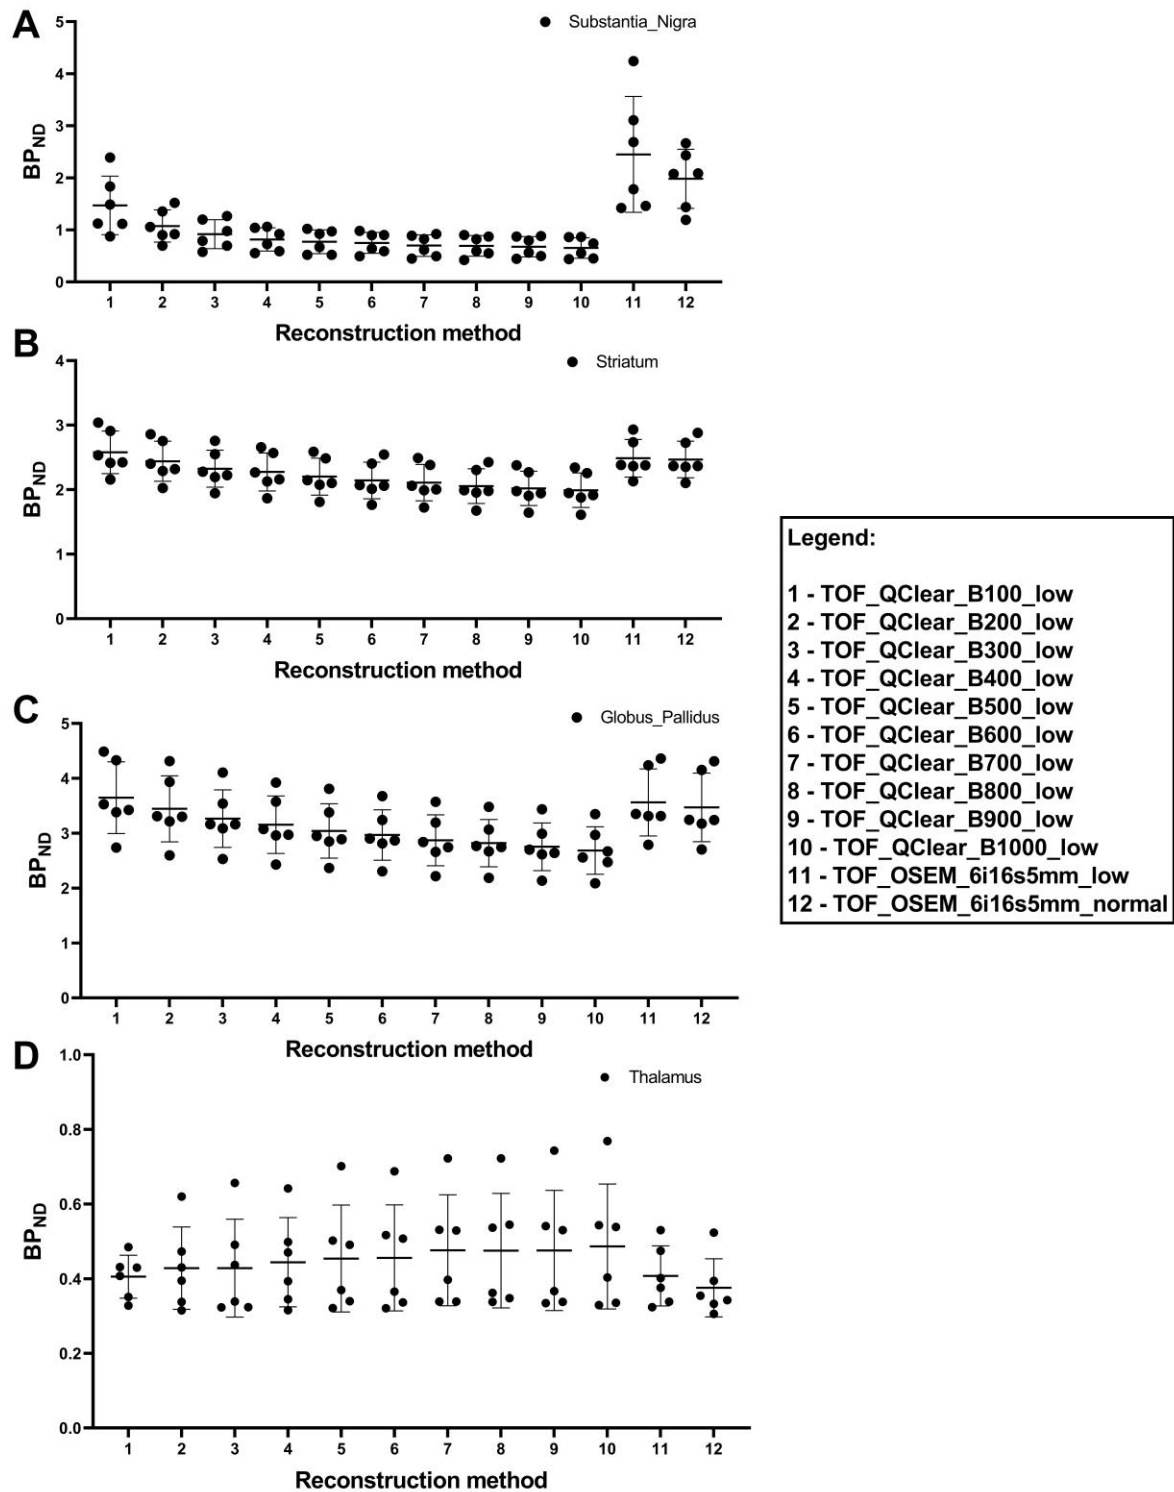 A
Substantia_Nigra
BPND
5
4
3
2
1
0
1 2 3 4 5 6 7 8 9 10 11 12
Reconstruction method
B
Striatum
BPND
4
3
2
1
0
1 2 3 4 5 6 7 8 9 10 11 12
Reconstruction method
C
Globus_Pallidus
BPND
5
4
3
2
1
0
1 2 3 4 5 6 7 8 9 10 11 12
Reconstruction method
D
Thalamus
BPND
1.0
0.8
0.6
0.4
0.2
0.0
1 2 3 4 5 6 7 8 9 10 11 12
Reconstruction method
Legend:
1 - TOF_QClear_B100_low
2 - TOF_QClear_B200_low
3 - TOF_QClear_B300_low
4 - TOF_QClear_B400_low
5 - TOF_QClear_B500_low
6 - TOF_QClear_B600_low
7 - TOF_QClear_B700_low
8 - TOF_QClear_B800_low
9 - TOF_QClear_B900_low
10 - TOF_QClear_B1000_low
11 - TOF_OSEM_6i16s5mm_low
12 - TOF_OSEM_6i16s5mm_normal